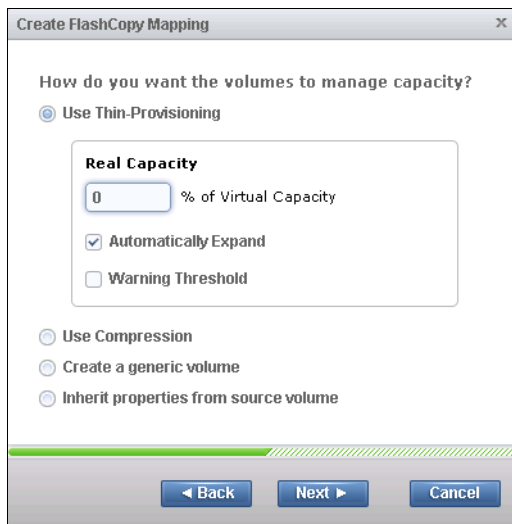 Create FlashCopy Mapping
How do you want the volumes to manage capacity?
Use Thin-Provisioning
Real Capacity
0 % of Virtual Capacity
Automatically Expand
Warning Threshold
Use Compression
Create a generic volume
Inherit properties from source volume
Back Next Cancel